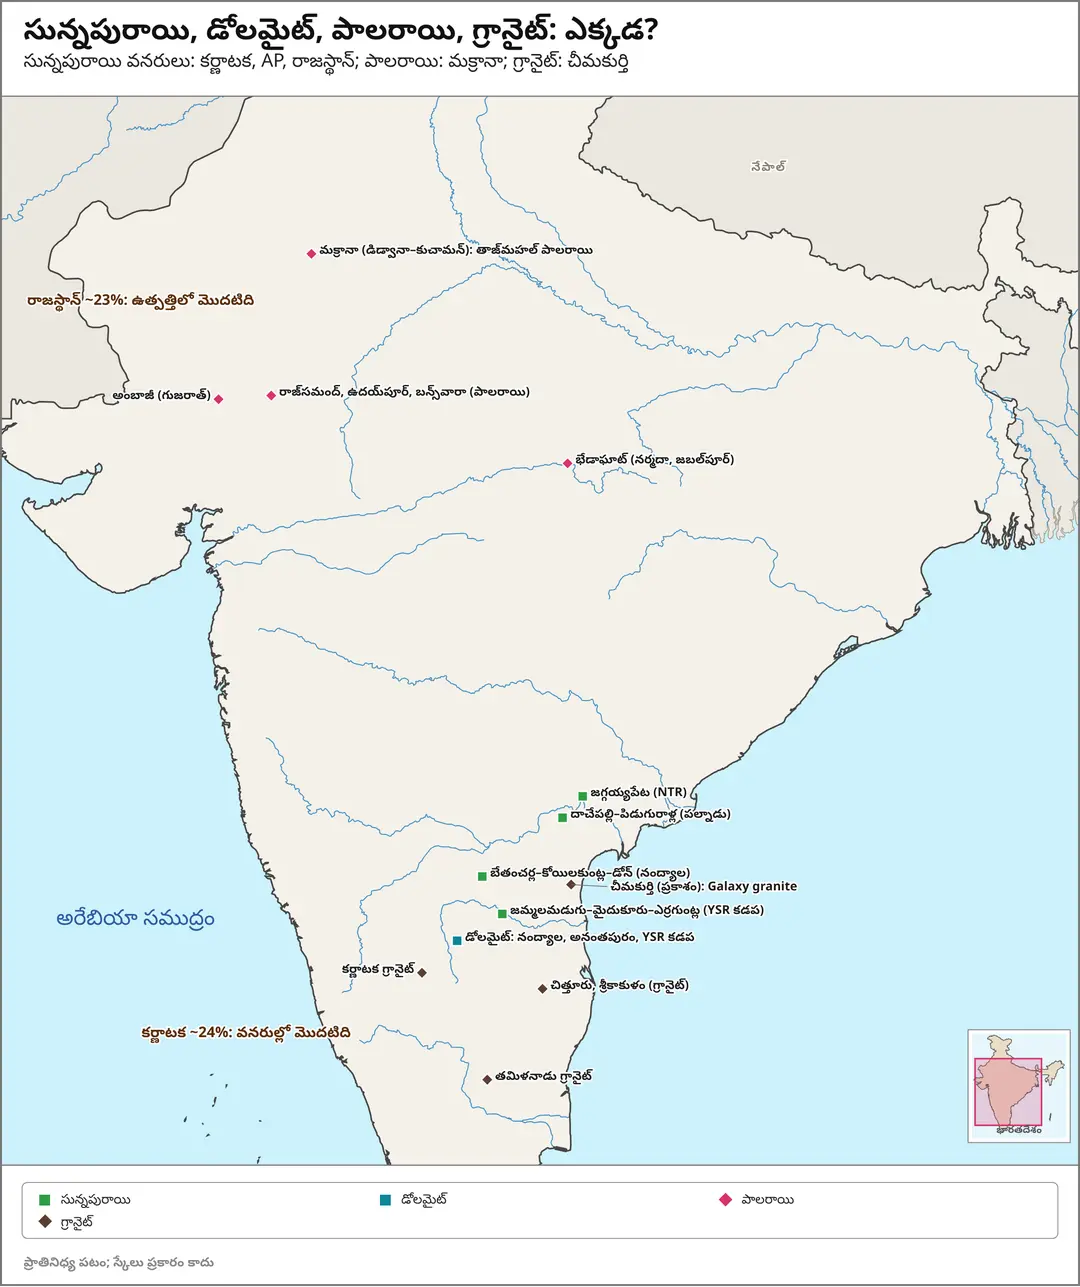 సున్నపురాయి, డోలమైట్, పాలరాయి, గ్రానైట్: ఎక్కడ?
సున్నపురాయి వనరులు: కర్ణాటక, AP, రాజస్థాన్; పాలరాయి: మక్రానా; గ్రానైట్: చీమకుర్తి
నేపాల్
మక్రానా (డిడ్వానా–కుచామన్): తాజ్‌మహల్ పాలరాయి
రాజస్థాన్ ~23%: ఉత్పత్తిలో మొదటిది
అంబాజీ (గుజరాత్)
రాజ్‌సమంద్, ఉదయ్‌పూర్, బన్స్‌వారా (పాలరాయి)
భేడాఘాట్ (నర్మదా, జబల్‌పూర్)
జగ్గయ్యపేట (NTR)
దాచేపల్లి–పిడుగురాళ్ల (పల్నాడు)
బేతంచర్ల–కోయిలకుంట్ల–డోన్ (నంద్యాల)
చీమకుర్తి (ప్రకాశం): Galaxy granite
జమ్మలమడుగు–మైదుకూరు–ఎర్రగుంట్ల (YSR కడప)
అరేబియా సముద్రం
డోలమైట్: నంద్యాల, అనంతపురం, YSR కడప
కర్ణాటక గ్రానైట్
చిత్తూరు, శ్రీకాకుళం (గ్రానైట్)
కర్ణాటక ~24%: వనరుల్లో మొదటిది
తమిళనాడు గ్రానైట్
భారతదేశం
సున్నపురాయి
డోలమైట్
పాలరాయి
గ్రానైట్
ప్రాతినిధ్య పటం; స్కేలు ప్రకారం కాదు